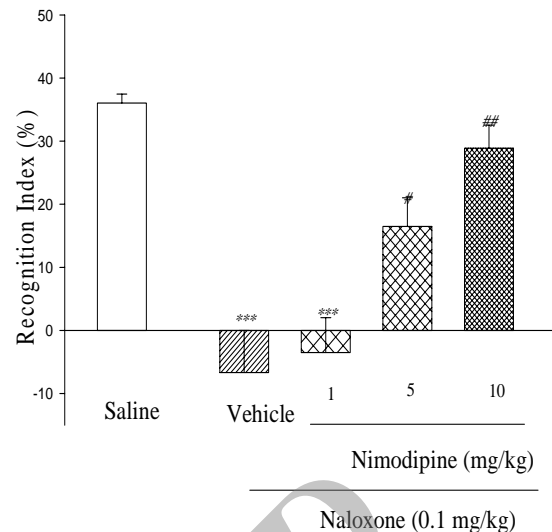 50
40
30
20
10
0
-10
Recognition Index (%)
***
***
#
##
1 5 10
Saline Vehicle
Nimodipine (mg/kg)
Naloxone (0.1 mg/kg)